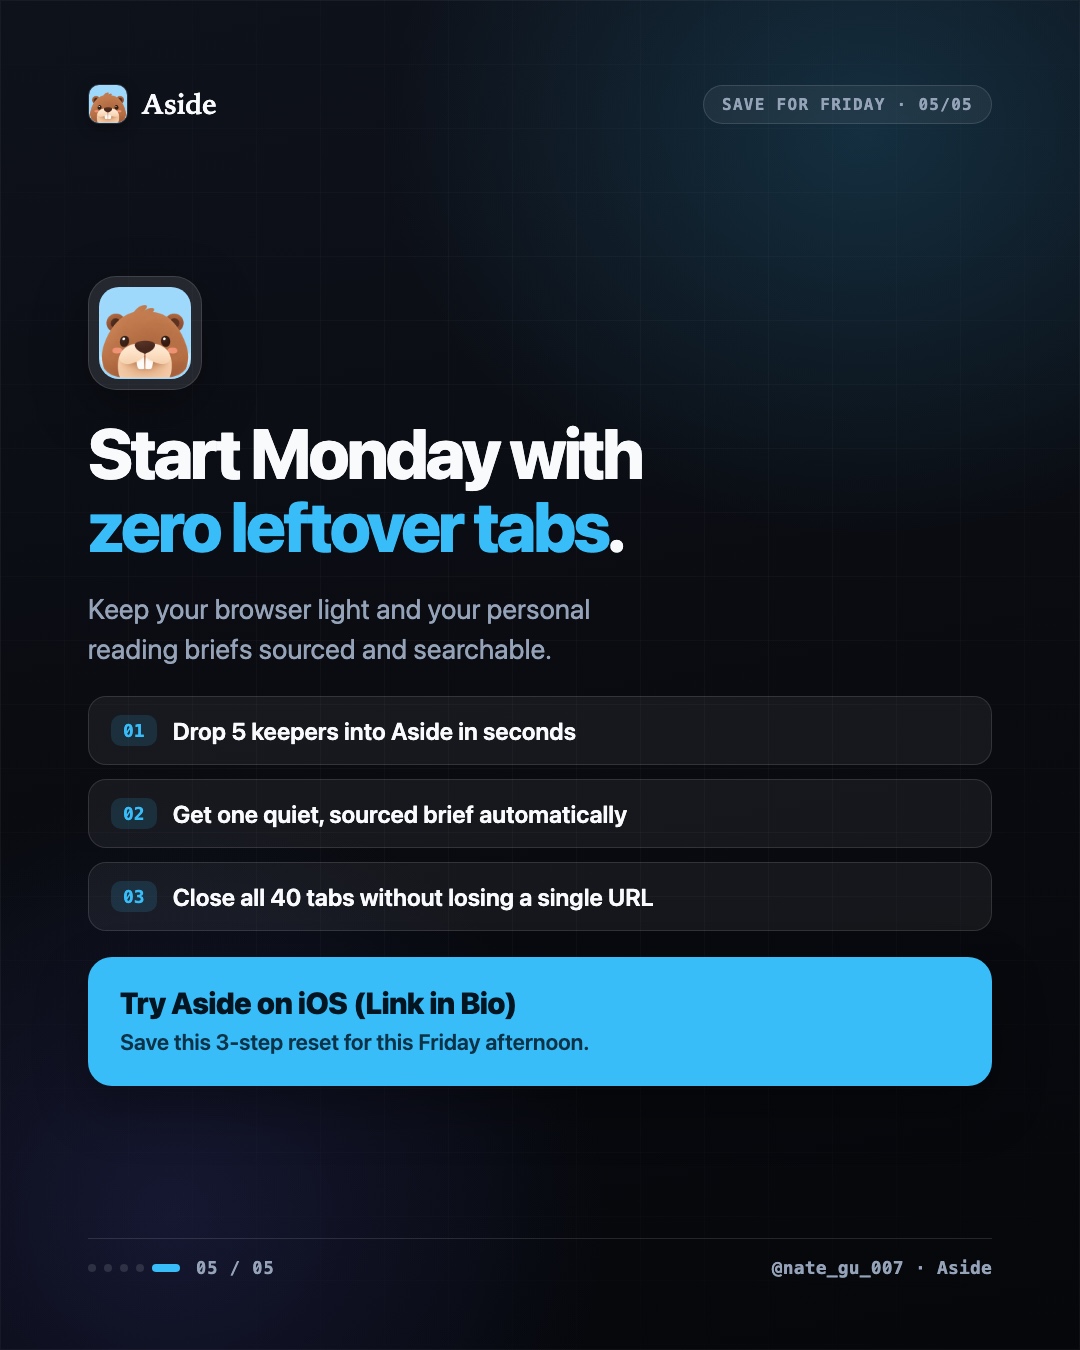 Aside
SAVE FOR FRIDAY · 05/05
Start Monday with
zero leftover tabs.
Keep your browser light and your personal
reading briefs sourced and searchable.
01 Drop 5 keepers into Aside in seconds
02 Get one quiet, sourced brief automatically
03 Close all 40 tabs without losing a single URL
Try Aside on iOS (Link in Bio)
Save this 3-step reset for this Friday afternoon.
05 / 05
@nate_gu_007 · Aside